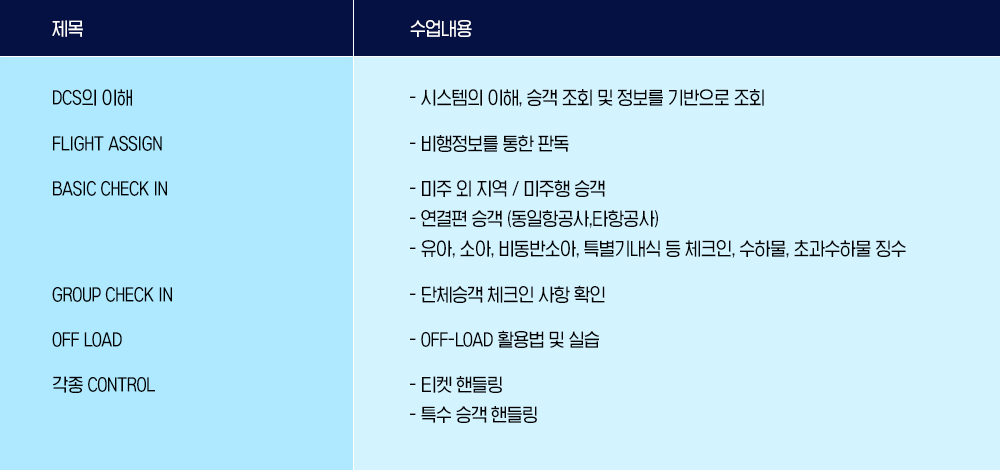 제목 수업내용
DCS의 이해 - 시스템의 이해, 승객 조회 및 정보를 기반으로 조회
FLIGHT ASSIGN - 비행정보를 통한 판독
BASIC CHECK IN - 미주 외 지역 / 미주행 승객
- 연결편 승객 (동일항공사,타항공사)
- 유아, 소아, 비동반소아, 특별기내식 등 체크인, 수하물, 초과수하물 징수
GROUP CHECK IN - 단체승객 체크인 사항 확인
OFF LOAD - OFF-LOAD 활용법 및 실습
각종 CONTROL - 티켓 핸들링
- 특수 승객 핸들링